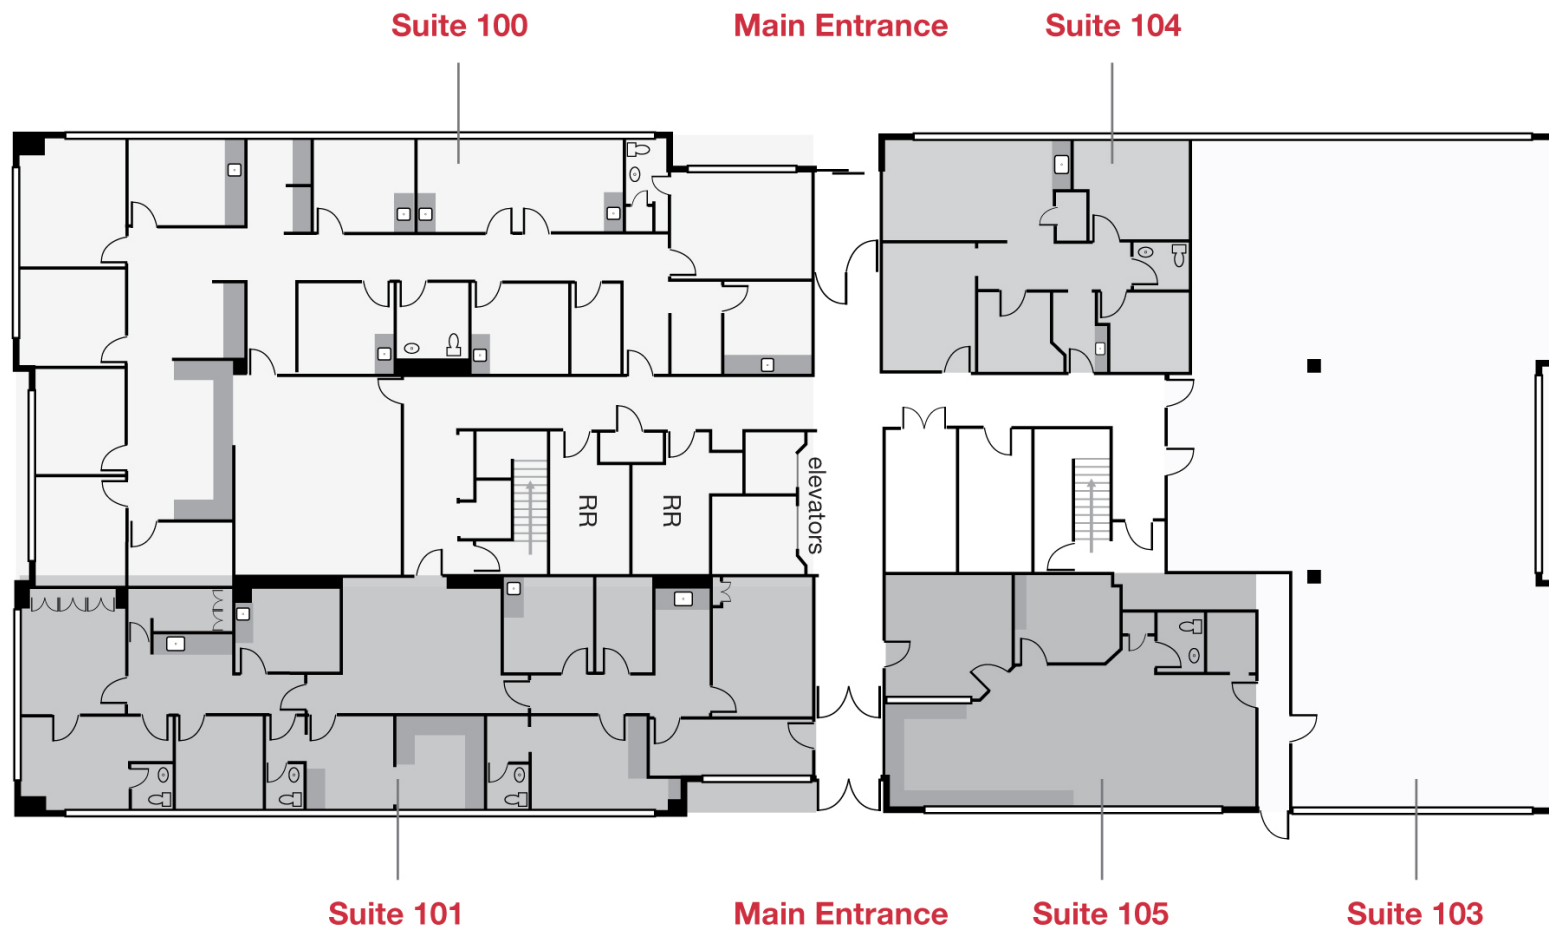 Suite 100
Main Entrance
Suite 104
elevators
RR
RR
Suite 101
Main Entrance
Suite 105
Suite 103